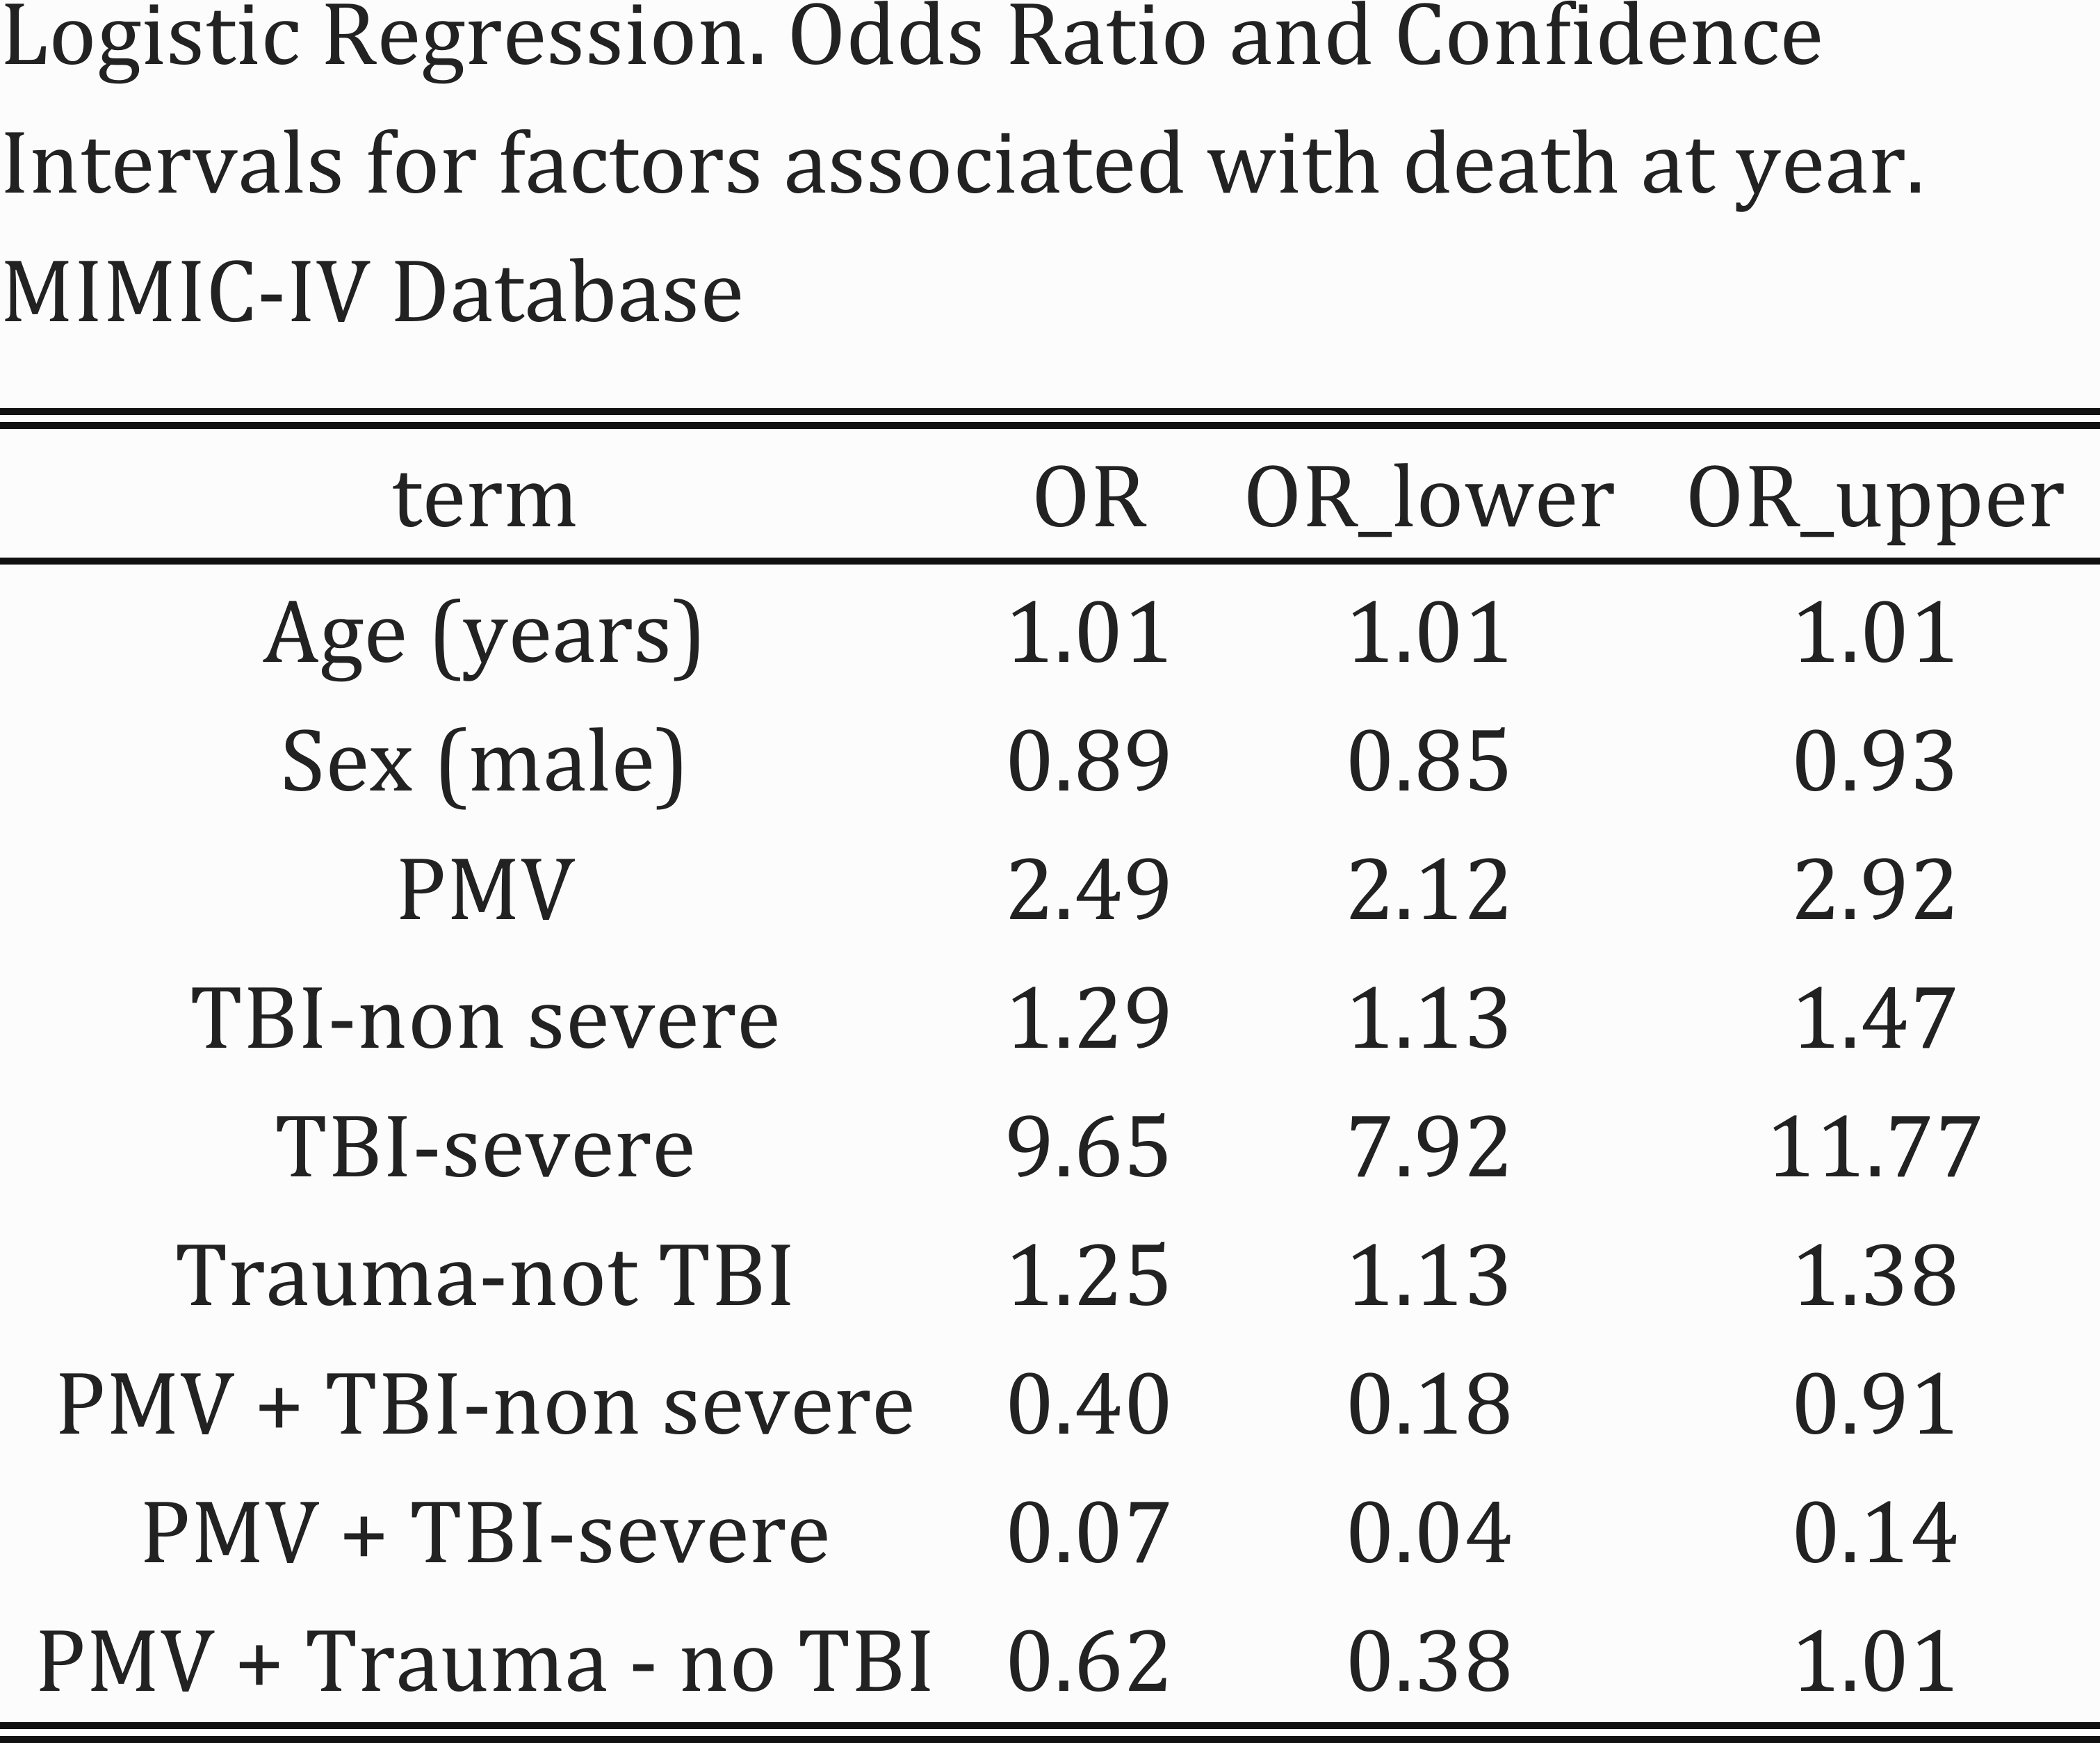 Logistic Regression. Odds Ratio and Confidence
Intervals for factors associated with death at year.
MIMIC-IV Database
term OR OR_lower OR_upper
Age (years) 1.01 1.01 1.01
Sex (male) 0.89 0.85 0.93
PMV 2.49 2.12 2.92
TBI-non severe 1.29 1.13 1.47
TBI-severe 9.65 7.92 11.77
Trauma-not TBI 1.25 1.13 1.38
PMV + TBI-non severe 0.40 0.18 0.91
PMV + TBI-severe 0.07 0.04 0.14
PMV + Trauma - no TBI 0.62 0.38 1.01